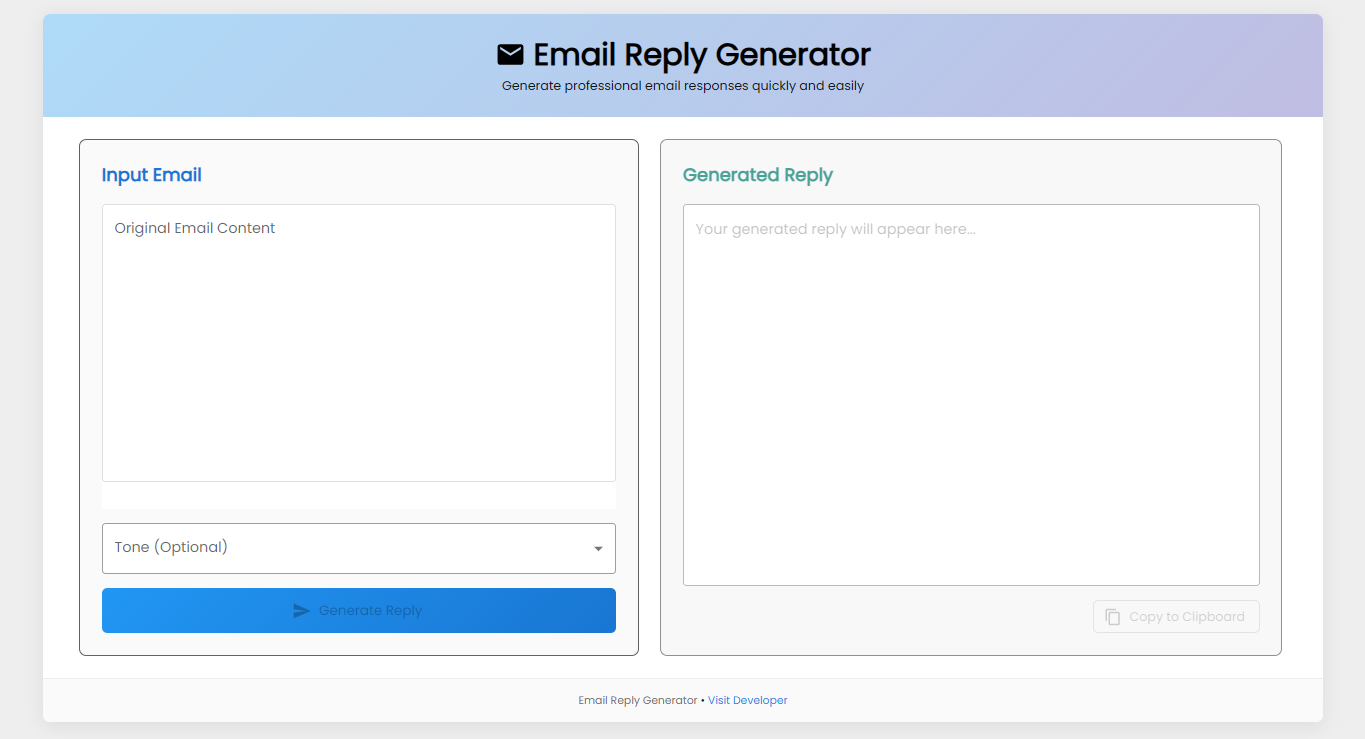 Email Reply Generator
Generate professional email responses quickly and easily
Input Email
Original Email Content
Tone (Optional)
Generate Reply
Generated Reply
Your generated reply will appear here...
Copy to Clipboard
Email Reply Generator • Visit Developer